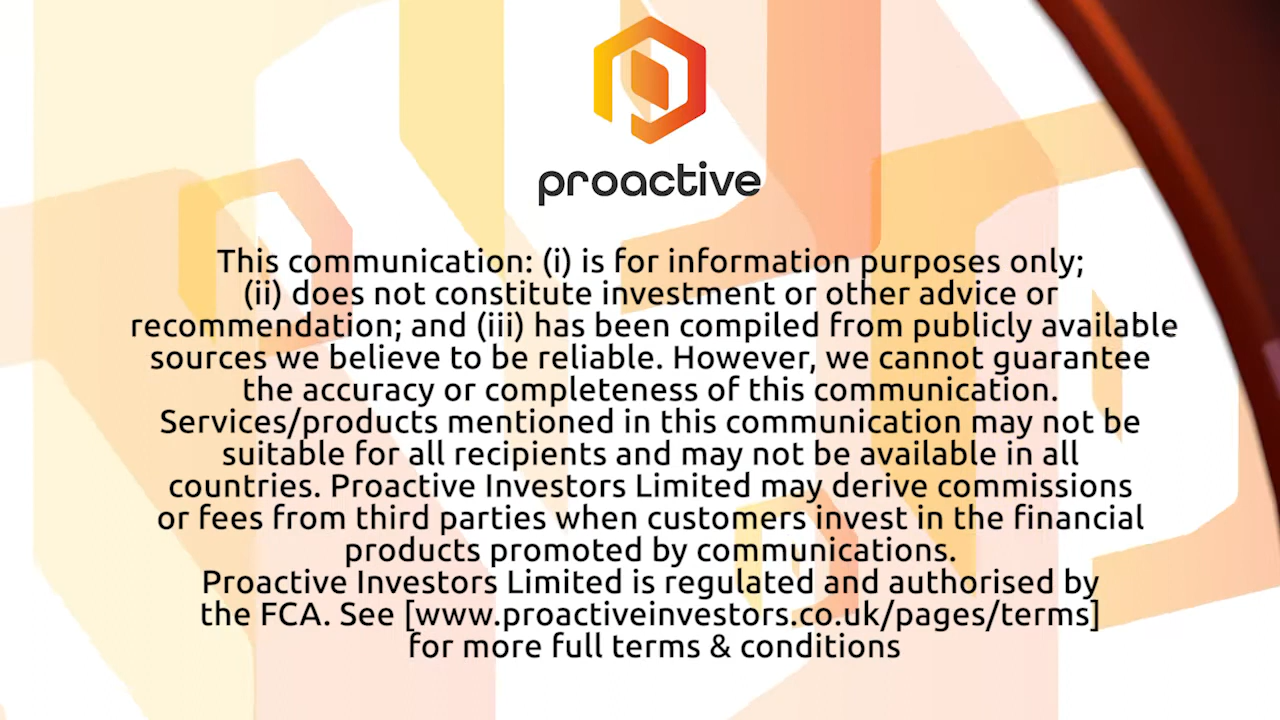 proactive
This communication: (i) is for information purposes only;
(ii) does not constitute investment or other advice or
recommendation; and (iii) has been compiled from publicly available
sources we believe to be reliable. However, we cannot guarantee
the accuracy or completeness of this communication.
Services/products mentioned in this communication may not be
suitable for all recipients and may not be available in all
countries. Proactive Investors Limited may derive commissions
or fees from third parties when customers invest in the financial
products promoted by communications.
Proactive Investors Limited is regulated and authorised by
the FCA. See [www.proactiveinvestors.co.uk/pages/terms]
for more full terms & conditions